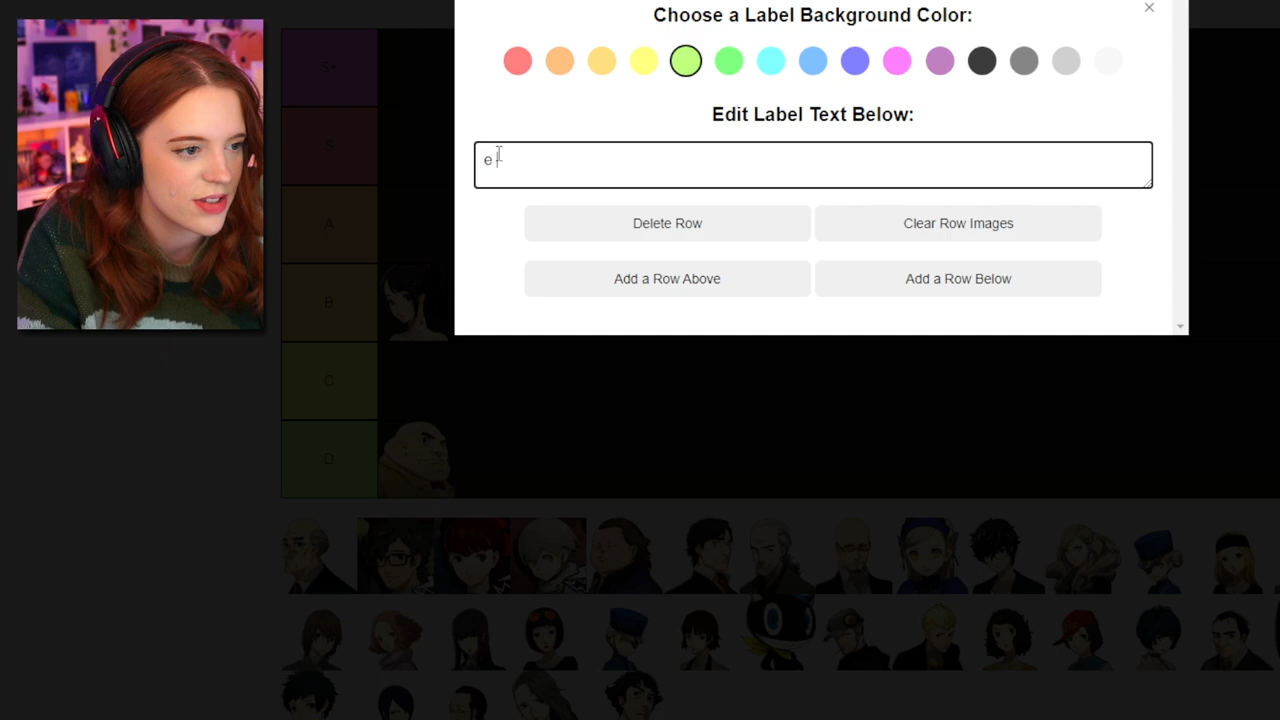 Choose a Label Background Color:
Edit Label Text Below:
e
Delete Row
Clear Row Images
Add a Row Above
Add a Row Below
S+
S
A
B
C
D